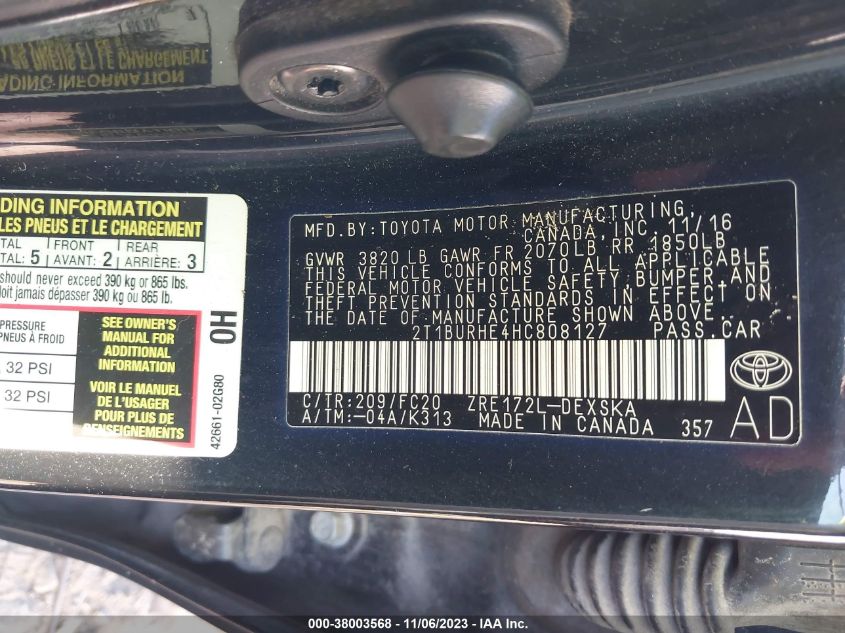 DING INFORMATION
LES PNEUS ET LE CHARGEMENT
TAL FRONT REAR
TAL: 5 AVANT: 2 ARRIÈRE: 3
should never exceed 390 kg or 865 lbs.
oit jamais dépasser 390 kg ou 865 lb.
PRESSURE
PNEUS À FROID
32 PSI
32 PSI
SEE OWNER'S
MANUAL FOR
ADDITIONAL
INFORMATION
VOIR LE MANUEL
DE L'USAGER
POUR PLUS DE
RENSEIGNEMENTS
0H
42661-02G80
MFD.BY:TOYOTA MOTOR MANUFACTURING,
CANADA, INC. 11/16
GVWR 3820 LB GAWR FR 2070LB RR 1850LB
THIS VEHICLE CONFORMS TO ALL APPLICABLE
FEDERAL MOTOR VEHICLE SAFETY,BUMPER,AND
THEFT PREVENTION STANDARDS IN EFFECT ON
THE DATE OF MANUFACTURE SHOWN ABOVE.
2T1BURHE4HC808127 PASS.CAR
C/TR:209/FC20 ZRE172L-DEXSKA
A/TM:-04A/K313 MADE IN CANADA 357
AD
000-38003568 - 11/06/2023 - IAA Inc.